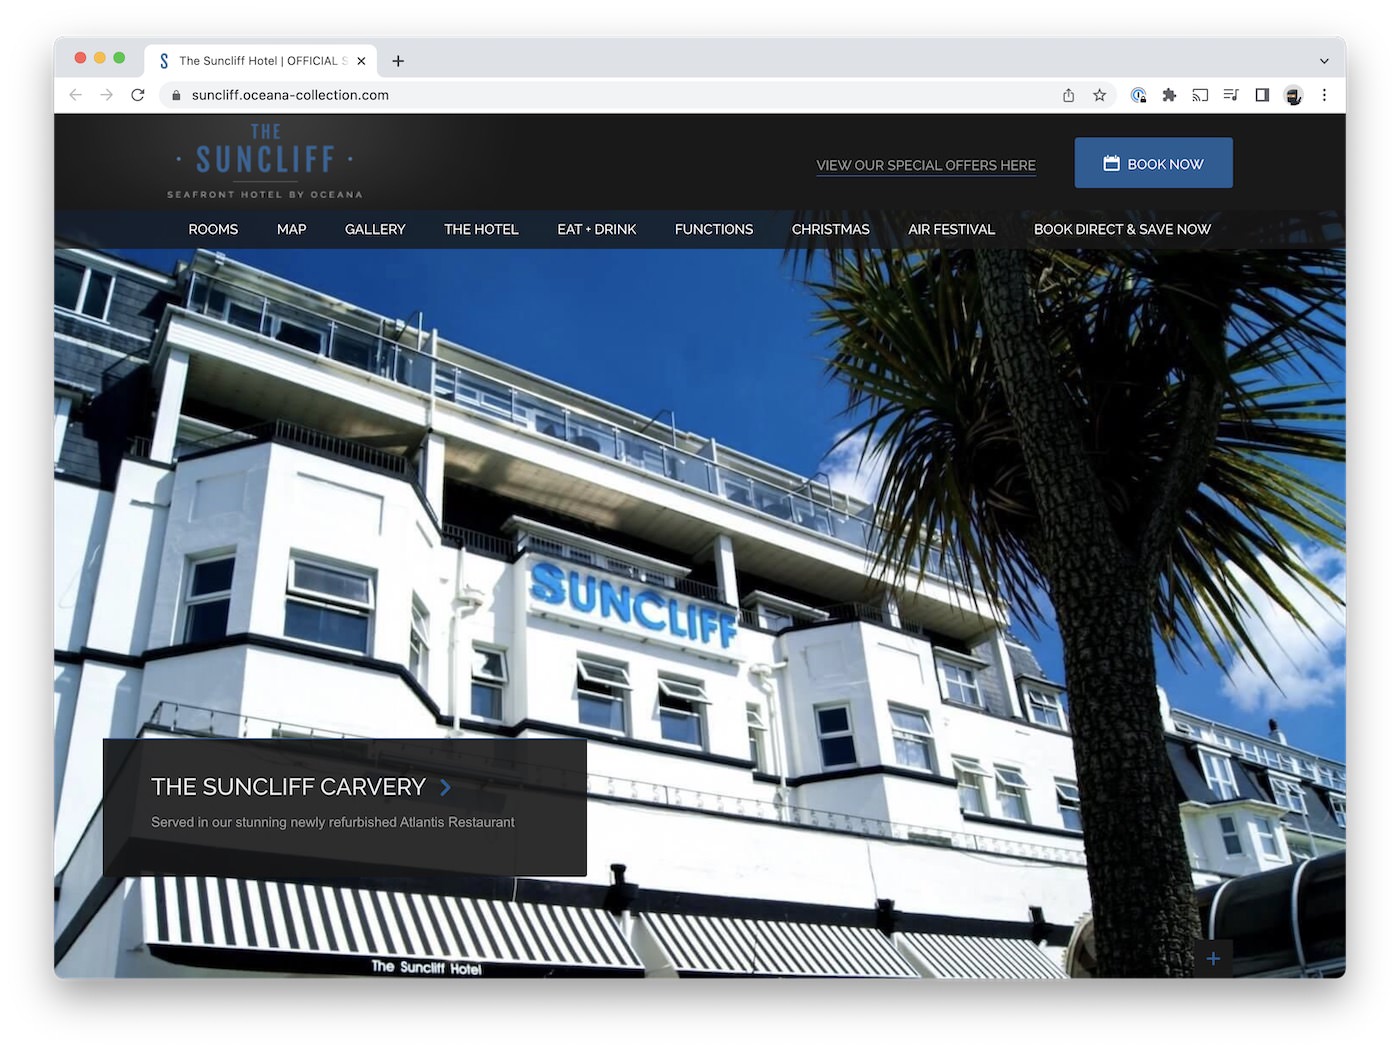 The Suncliff Hotel | OFFICIAL S
suncliff.oceana-collection.com
THE
· SUNCLIFF ·
SEAFRONT HOTEL BY OCEANA
VIEW OUR SPECIAL OFFERS HERE
BOOK NOW
ROOMS MAP GALLERY THE HOTEL EAT + DRINK FUNCTIONS CHRISTMAS AIR FESTIVAL BOOK DIRECT & SAVE NOW
SUNCLIFF
THE SUNCLIFF CARVERY
Served in our stunning newly refurbished Atlantis Restaurant
The Suncliff Hotel